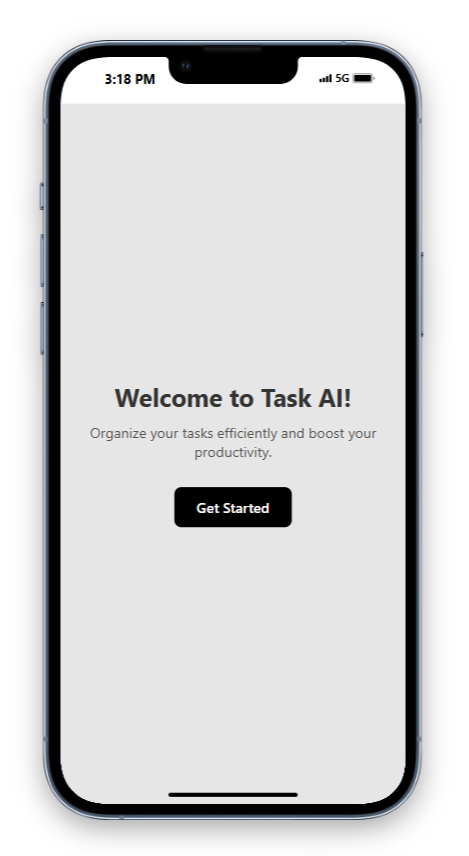 3:18 PM 5G
Welcome to Task AI!
Organize your tasks efficiently and boost your
productivity.
Get Started